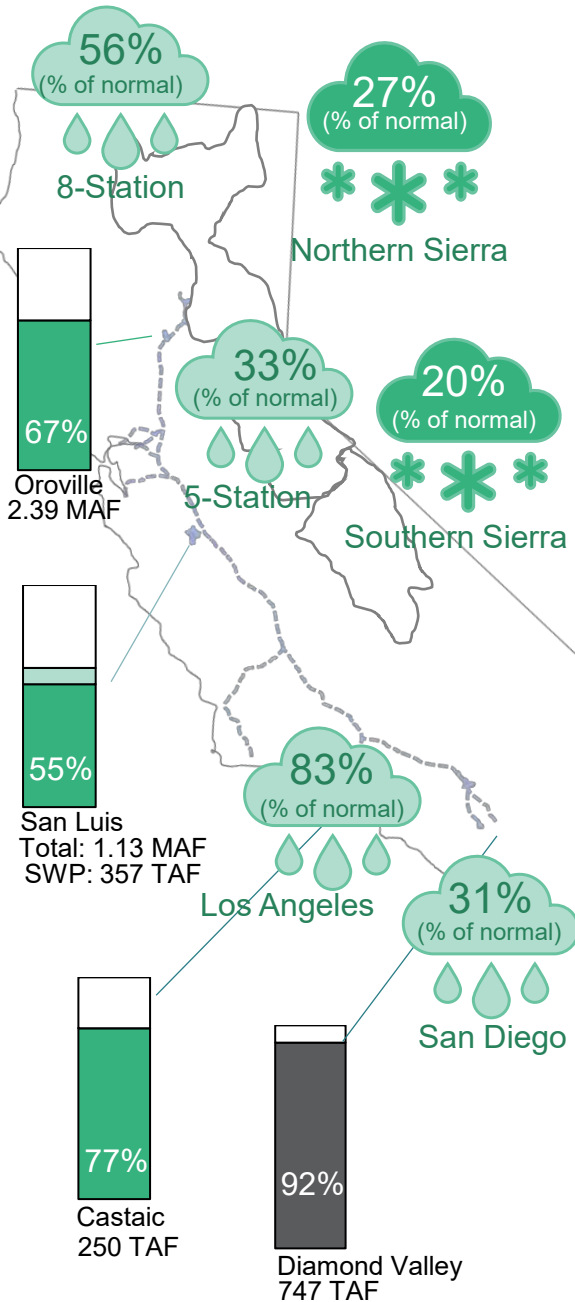 56%
(% of normal)
8-Station
27%
(% of normal)
Northern Sierra
67%
Oroville
2.39 MAF
33%
(% of normal)
5-Station
20%
(% of normal)
Southern Sierra
55%
San Luis
Total: 1.13 MAF
SWP: 357 TAF
83%
(% of normal)
Los Angeles
31%
(% of normal)
San Diego
77%
Castaic
250 TAF
92%
Diamond Valley
747 TAF